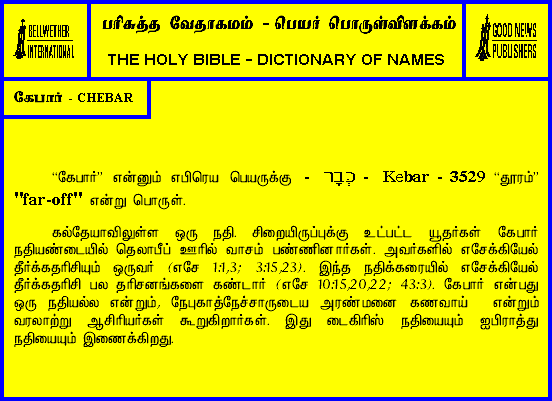 BELLWETHER
INTERNATIONAL
பரிசுத்த வேதாகமம் - பெயர் பொருள்விளக்கம்
THE HOLY BIBLE – DICTIONARY OF NAMES
GOOD NEWS
PUBLISHERS
கேபார் - CHEBAR
“கேபார்” என்னும் எபிரெய பெயருக்கு - כְּבָר - Kebar - 3529 “தூரம்”
"far-off" என்று பொருள்.
கல்தேயாவிலுள்ள ஒரு நதி. சிறையிருப்புக்கு உட்பட்ட யூதர்கள் கேபார்
நதியண்டையில் தெலாபீப் ஊரில் வாசம் பண்ணினார்கள். அவர்களில் எசேக்கியேல்
தீர்க்கதரிசியும் ஒருவர் (எசே 1:1,3; 3:15,23). இந்த நதிக்கரையில் எசேக்கியேல்
தீர்க்கதரிசி பல தரிசனங்களை கண்டார் (எசே 10:15,20,22; 43:3). கேபார் என்பது
ஒரு நதியல்ல என்றும், நேபுகாத்நேச்சாருடைய அரண்மனை கணவாய் என்றும்
வரலாற்று ஆசிரியர்கள் கூறுகிறார்கள். இது டைகிரிஸ் நதியையும் ஐபிராத்து
நதியையும் இணைக்கிறது.